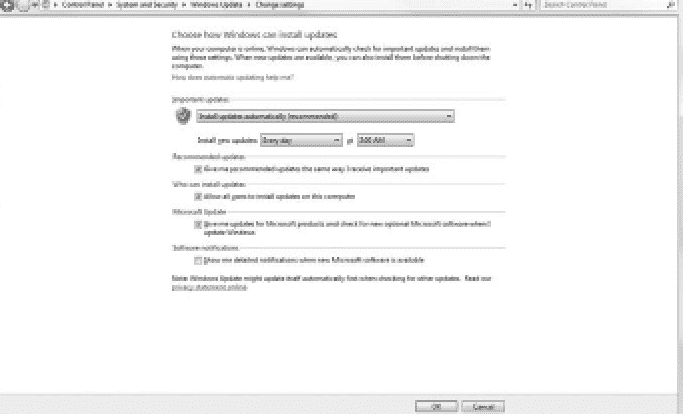 Control Panel ▸ System and Security ▸ Windows Update ▸ Change settings
Search Control Panel
Choose how Windows can install updates
When your computer is online, Windows can automatically check for important updates and install them
using these settings. When new updates are available, you can also install them before shutting down the
computer.
How does automatic updating help me?
Important updates
Install updates automatically (recommended)
Install new updates: Every day at 3:00 AM
Recommended updates
Give me recommended updates the same way I receive important updates
Who can install updates
Allow all users to install updates on this computer
Microsoft Update
Give me updates for Microsoft products and check for new optional Microsoft software when I
update Windows
Software notifications
Show me detailed notifications when new Microsoft software is available
Note: Windows Update might update itself automatically first when checking for other updates. Read our
privacy statement online.
OK Cancel